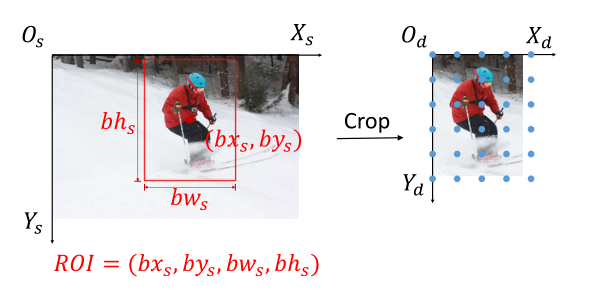 O_s
X_s
bh_s
(bx_s, by_s)
bw_s
Y_s
ROI = (bx_s, by_s, bw_s, bh_s)
Crop
O_d
X_d
Y_d